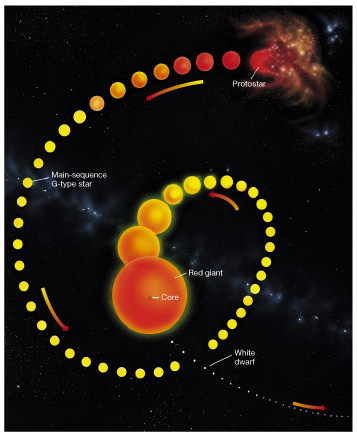 Protostar
Main-sequence
G-type star
Red giant
Core
White
dwarf